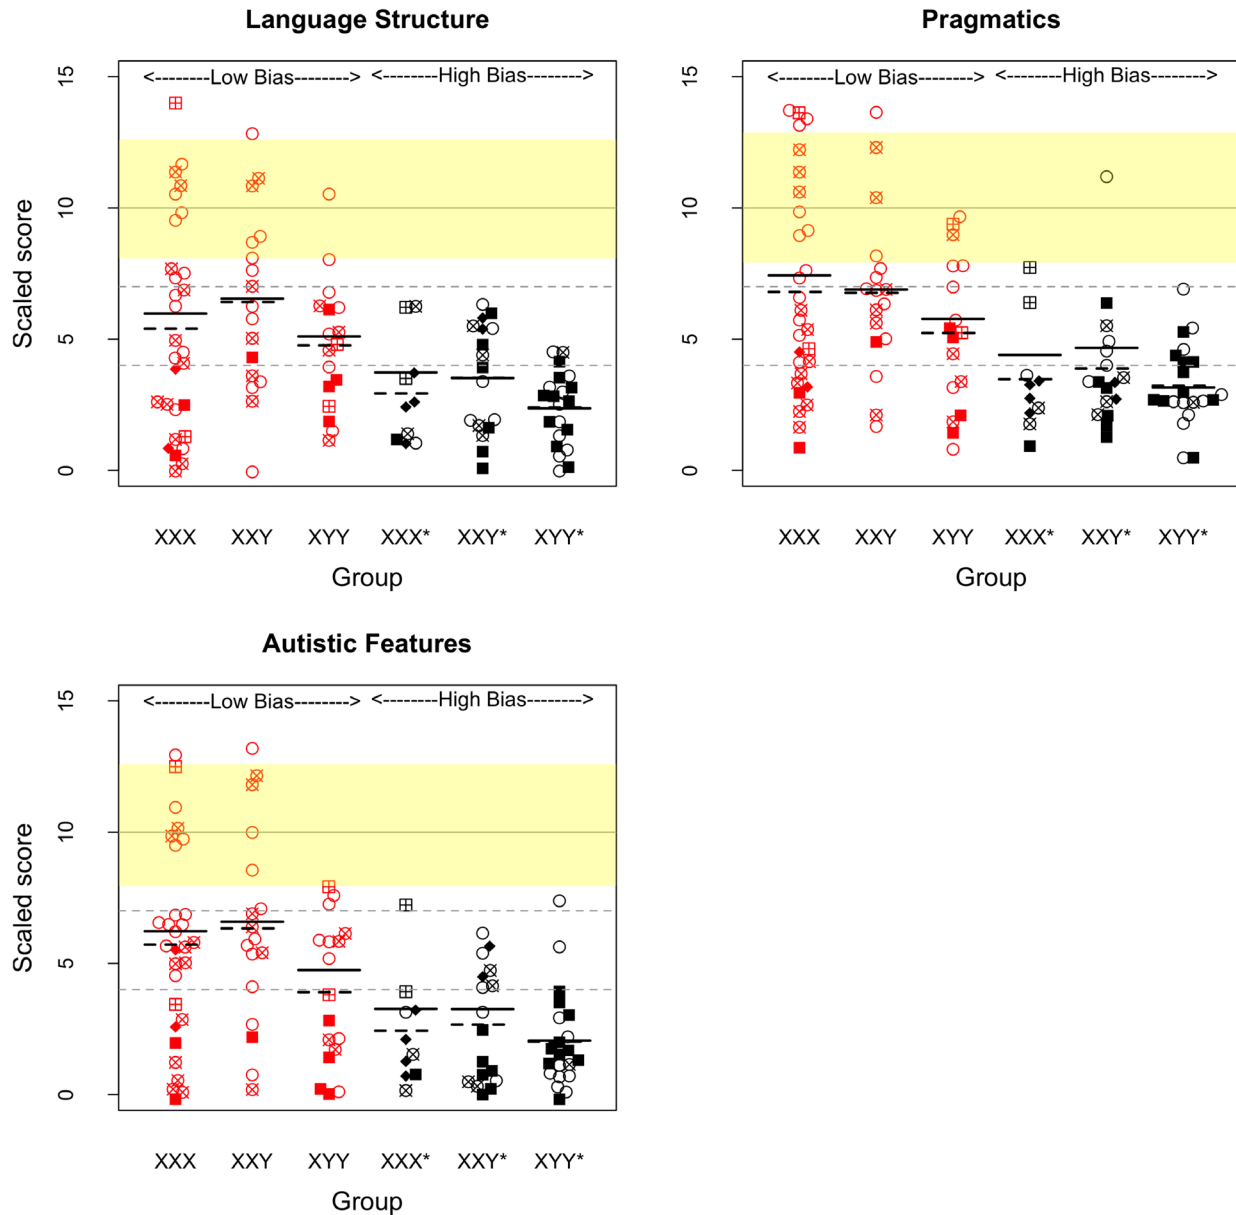 Language Structure
<--------Low Bias-------->
<--------High Bias------->
15
10
5
0
Scaled score
XXX XXY XYY XXX* XXY* XYY*
Group
Pragmatics
<--------Low Bias-------->
<--------High Bias------->
15
10
5
0
Scaled score
XXX XXY XYY XXX* XXY* XYY*
Group
Autistic Features
<--------Low Bias-------->
<--------High Bias------->
15
10
5
0
Scaled score
XXX XXY XYY XXX* XXY* XYY*
Group